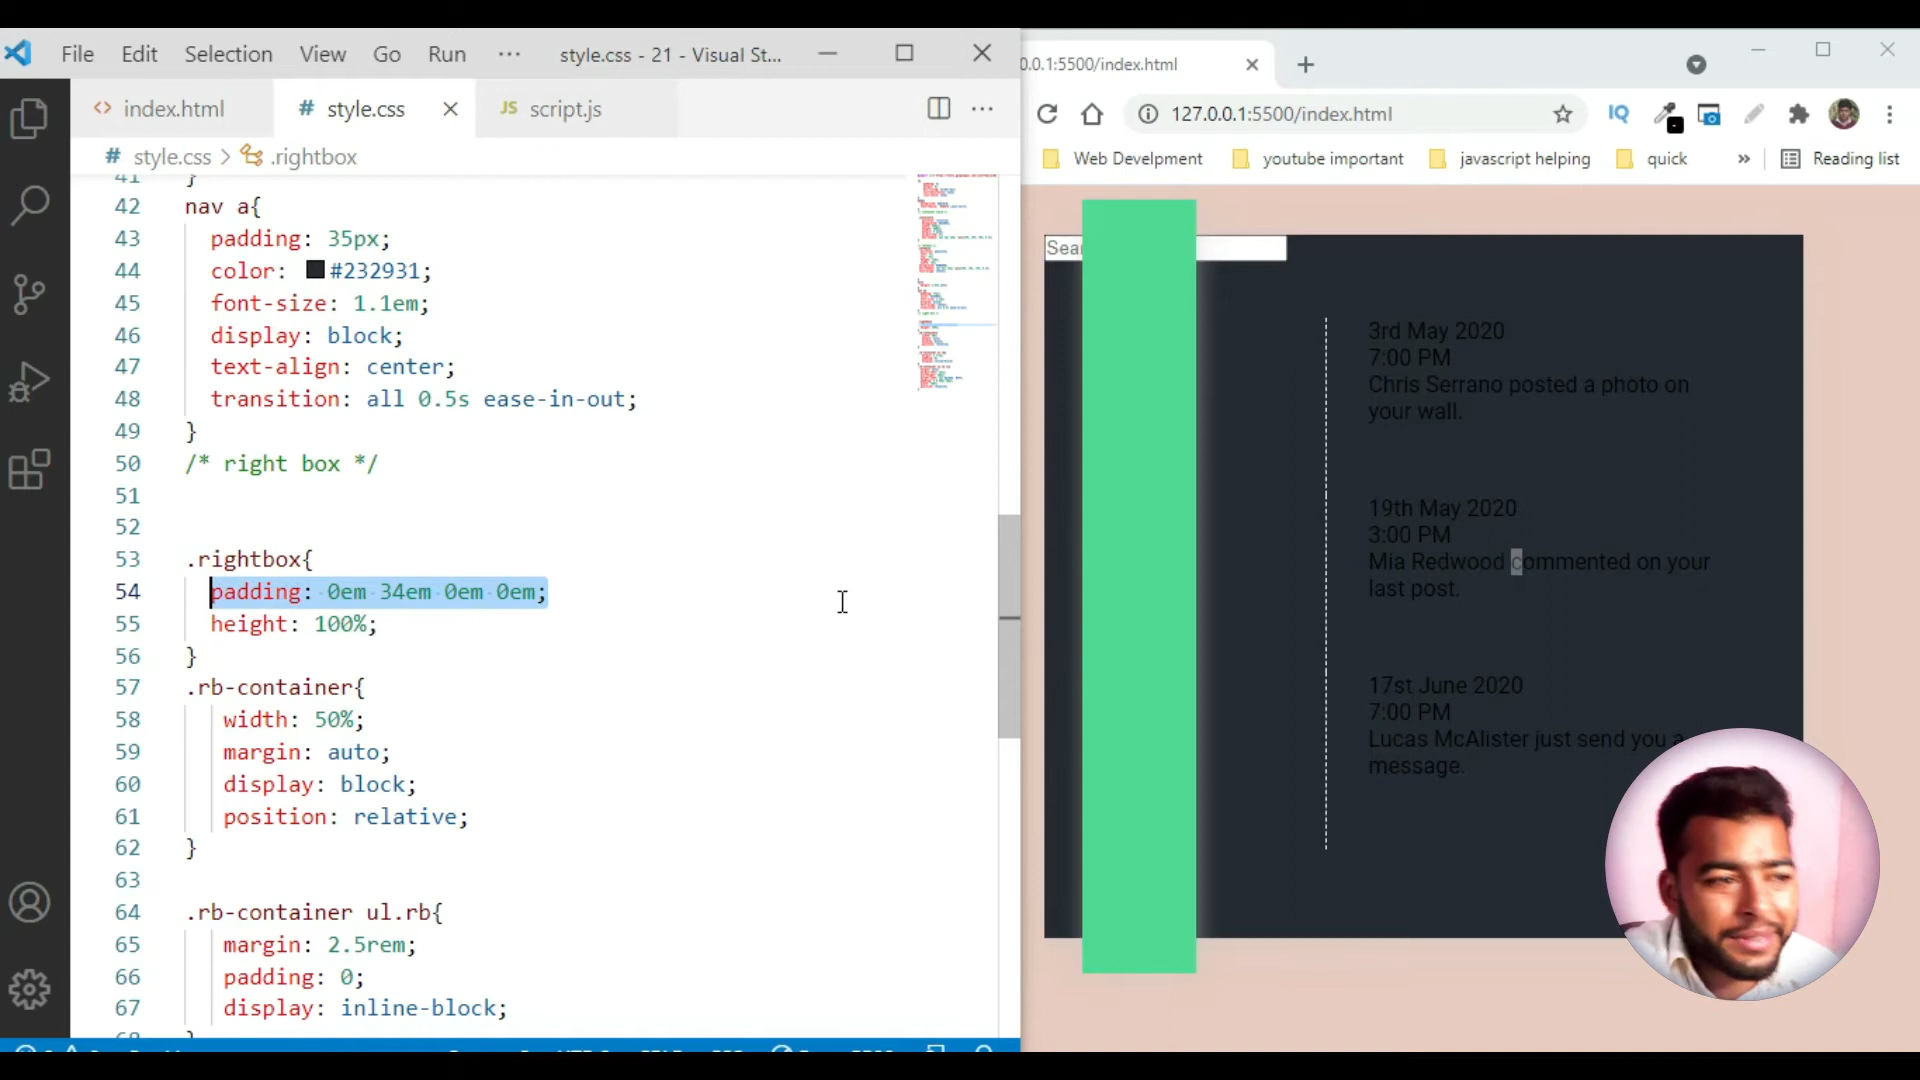 File Edit Selection View Go Run ··· style.css - 21 - Visual St...
index.html
# style.css
JS script.js
# style.css > .rightbox
41 }
42 nav a{
43 padding: 35px;
44 color: #232931;
45 font-size: 1.1em;
46 display: block;
47 text-align: center;
48 transition: all 0.5s ease-in-out;
49 }
50 /* right box */
51
52
53 .rightbox{
54 padding: 0em 34em 0em 0em;
55 height: 100%;
56 }
57 .rb-container{
58 width: 50%;
59 margin: auto;
60 display: block;
61 position: relative;
62 }
63
64 .rb-container ul.rb{
65 margin: 2.5rem;
66 padding: 0;
67 display: inline-block;
0.0.1:5500/index.html
127.0.0.1:5500/index.html
IQ
Web Develpment
youtube important
javascript helping
quick
»
Reading list
Sear
3rd May 2020
7:00 PM
Chris Serrano posted a photo on
your wall.
19th May 2020
3:00 PM
Mia Redwood commented on your
last post.
17st June 2020
7:00 PM
Lucas McAlister just send you a
message.